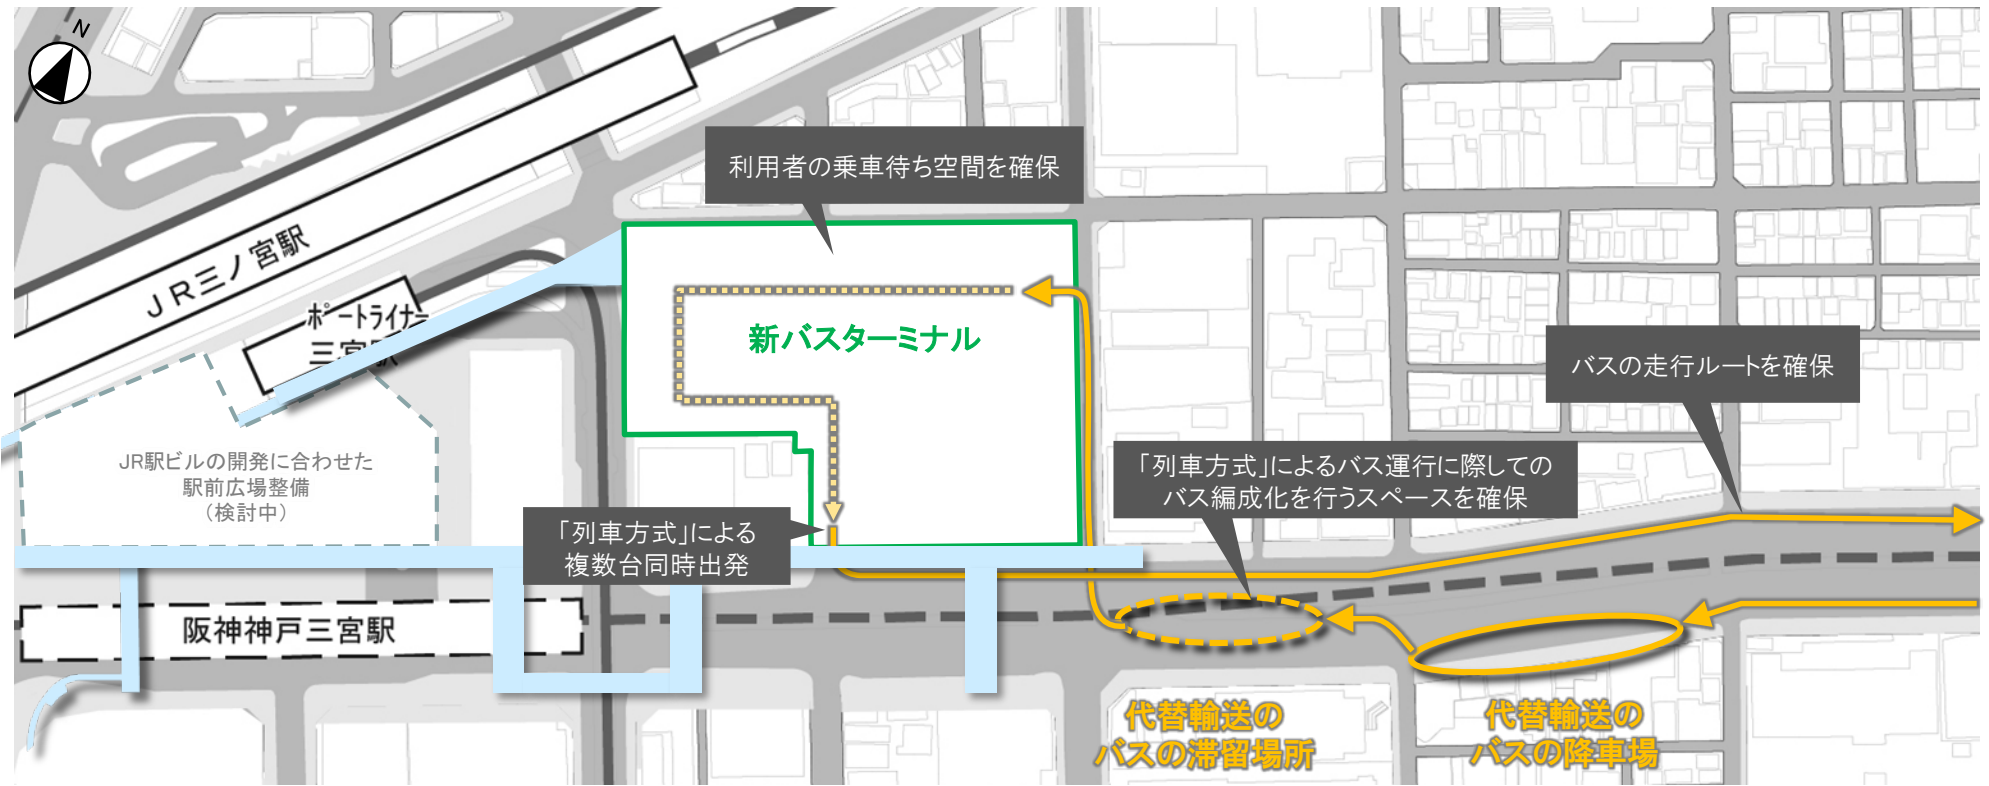 N
利用者の乗車待ち空間を確保
JR三ノ宮駅
ポートライナー
三宮駅
新バスターミナル
バスの走行ルートを確保
JR駅ビルの開発に合わせた
駅前広場整備
（検討中）
「列車方式」によるバス運行に際しての
バス編成化を行うスペースを確保
「列車方式」による
複数台同時出発
阪神神戸三宮駅
代替輸送の
バスの滞留場所
代替輸送の
バスの降車場